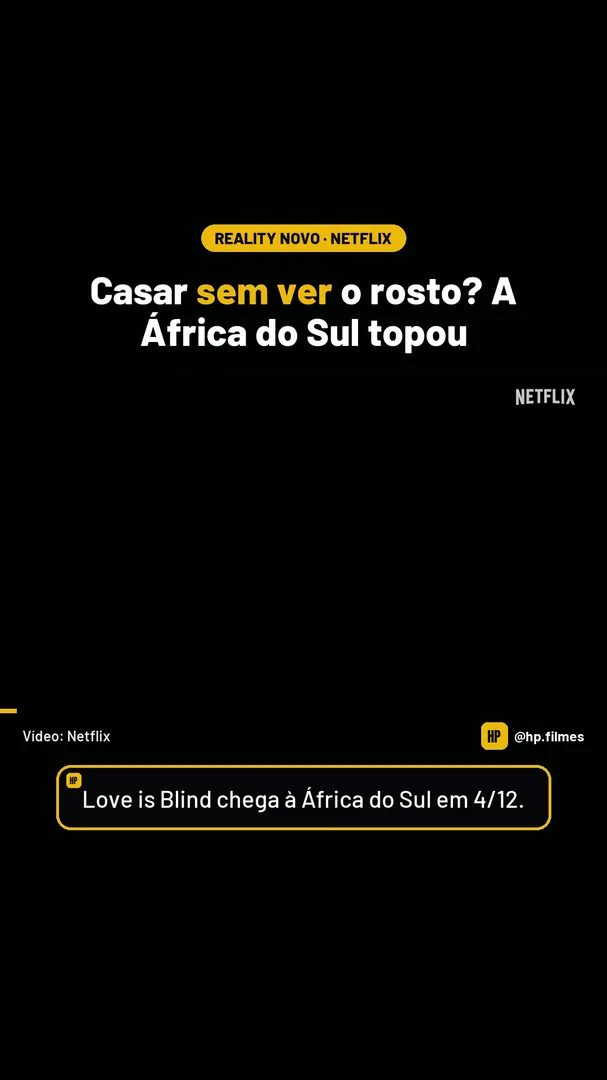 REALITY NOVO · NETFLIX
Casar sem ver o rosto? A
África do Sul topou
NETFLIX
Vídeo: Netflix
HP @hp.filmes
HP
Love is Blind chega à África do Sul em 4/12.